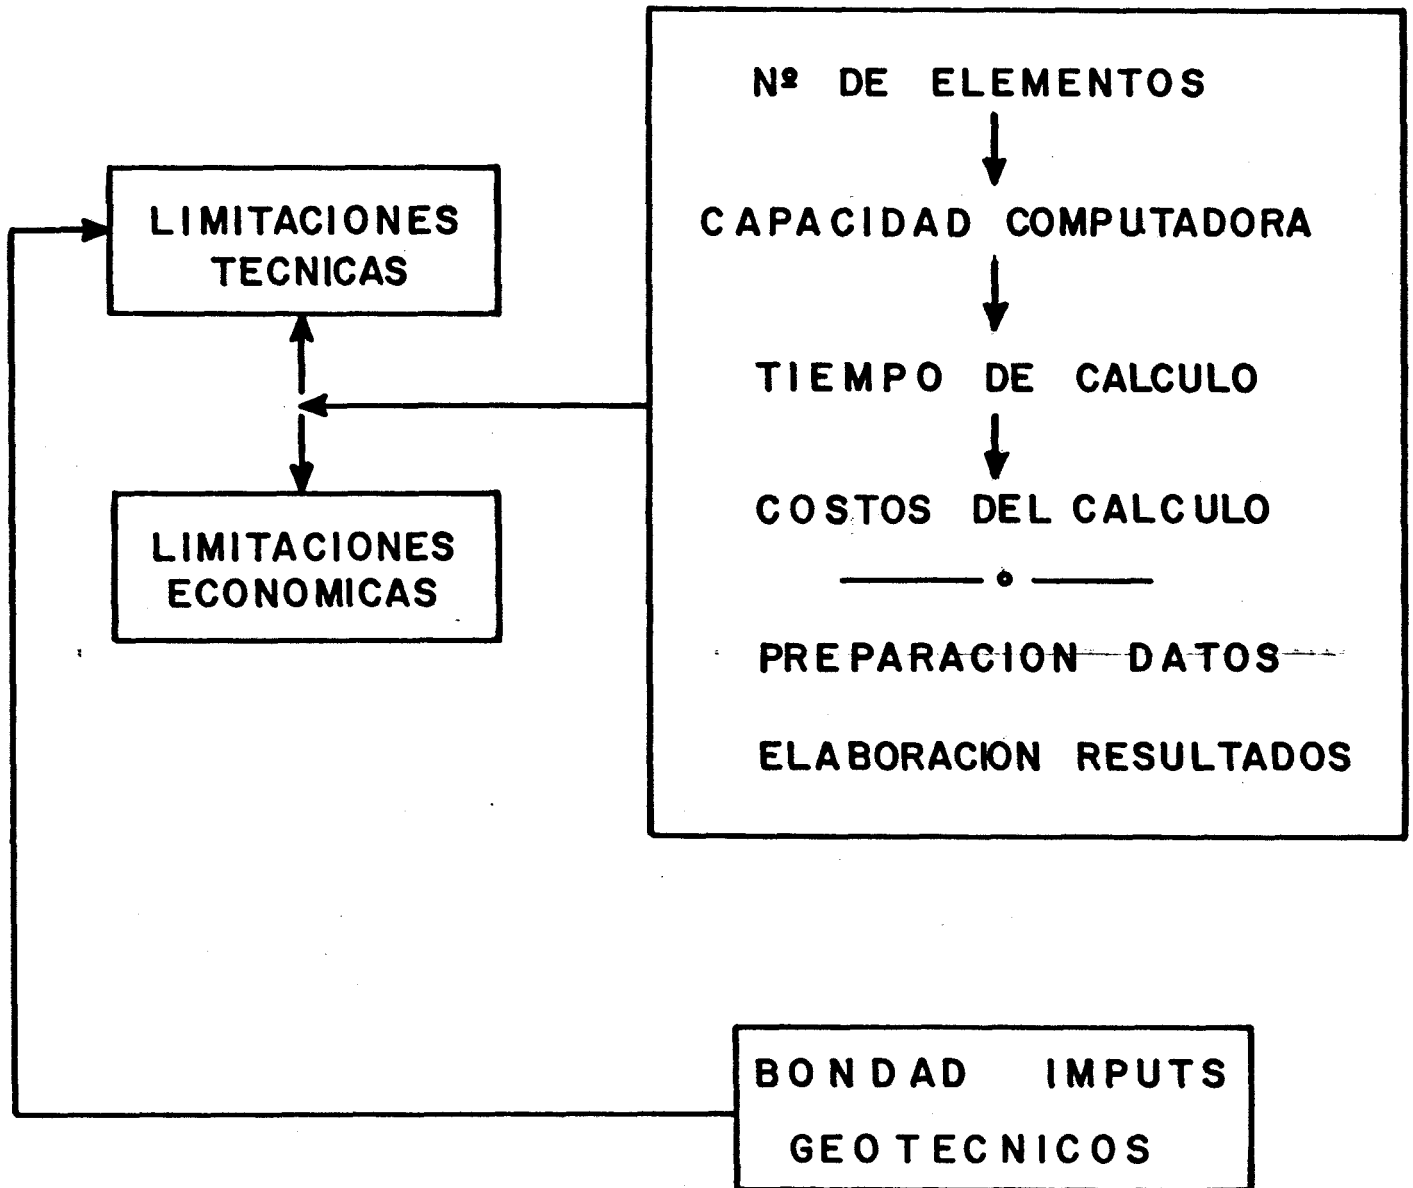 Nº DE ELEMENTOS
CAPACIDAD COMPUTADORA
TIEMPO DE CALCULO
COSTOS DEL CALCULO
PREPARACION DATOS
ELABORACION RESULTADOS
LIMITACIONES
TECNICAS
LIMITACIONES
ECONOMICAS
BONDAD IMPUTS
GEOTECNICOS